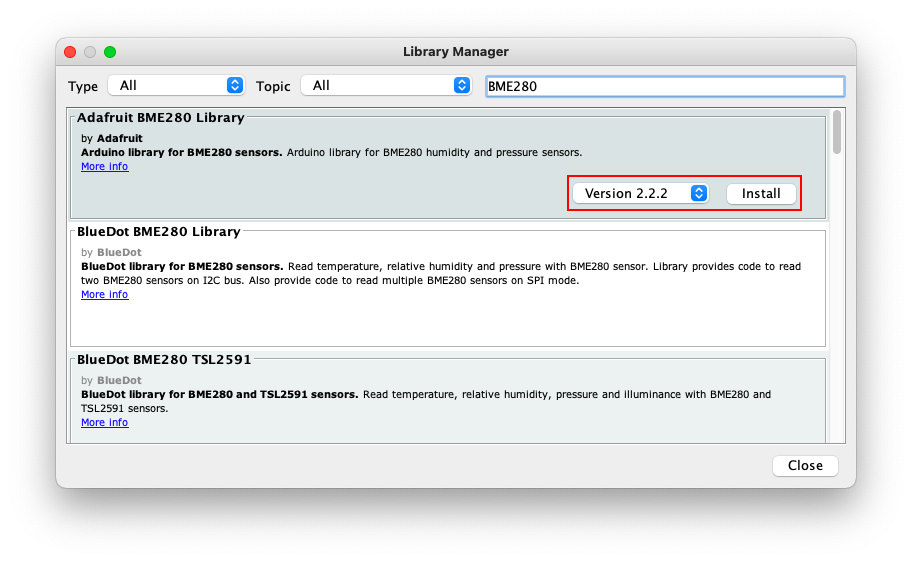 Library Manager
Type All Topic All BME280
Adafruit BME280 Library
by Adafruit
Arduino library for BME280 sensors. Arduino library for BME280 humidity and pressure sensors.
More info
Version 2.2.2 Install
BlueDot BME280 Library
by BlueDot
BlueDot library for BME280 sensors. Read temperature, relative humidity and pressure with BME280 sensor. Library provides code to read
two BME280 sensors on I2C bus. Also provide code to read multiple BME280 sensors on SPI mode.
More info
BlueDot BME280 TSL2591
by BlueDot
BlueDot library for BME280 and TSL2591 sensors. Read temperature, relative humidity, pressure and illuminance with BME280 and
TSL2591 sensors.
More info
Close